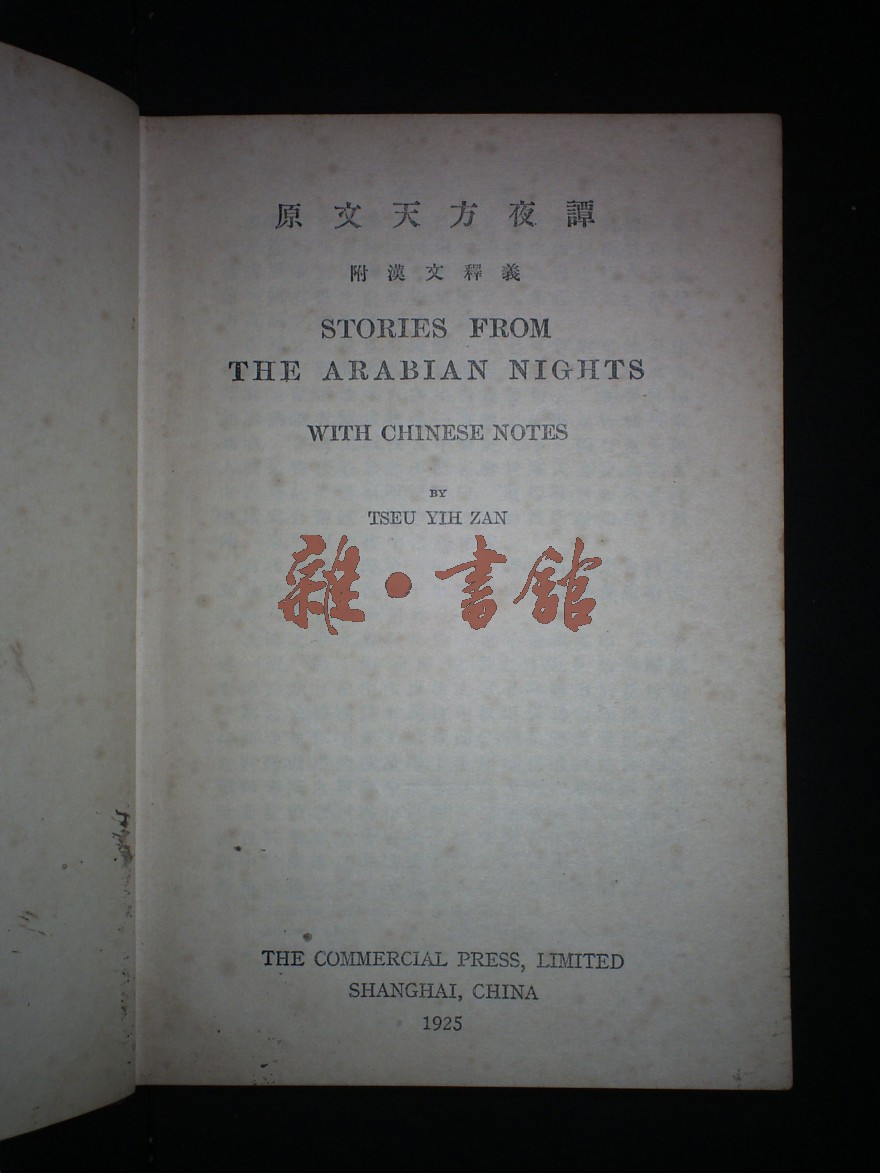 原文天方夜譚
附漢文釋義
STORIES FROM
THE ARABIAN NIGHTS
WITH CHINESE NOTES
BY
TSEU YIH ZAN
雜·書館
THE COMMERCIAL PRESS, LIMITED
SHANGHAI, CHINA
1925